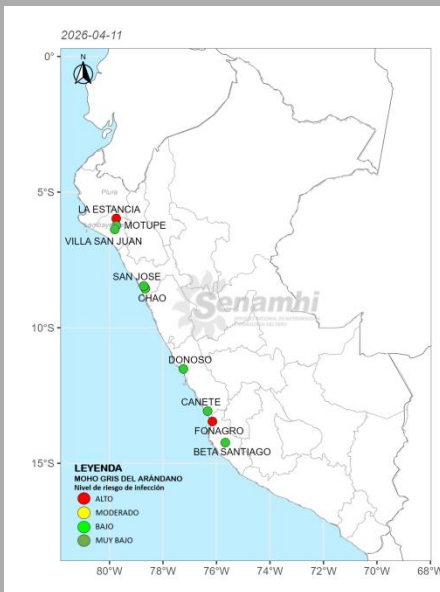 2026-04-11
N
0°
5°S
10°S
15°S
Piura
LA ESTANCIA
MOTUPE
VILLA SAN JUAN
SAN JOSE
CHAO
Senamhi
DONOSO
CANETE
FONAGRO
BETA SANTIAGO
LEYENDA
MOHO GRIS DEL ARÁNDANO
Nivel de riesgo de infección
ALTO
MODERADO
BAJO
MUY BAJO
80°W 78°W 76°W 74°W 72°W 70°W 68°W